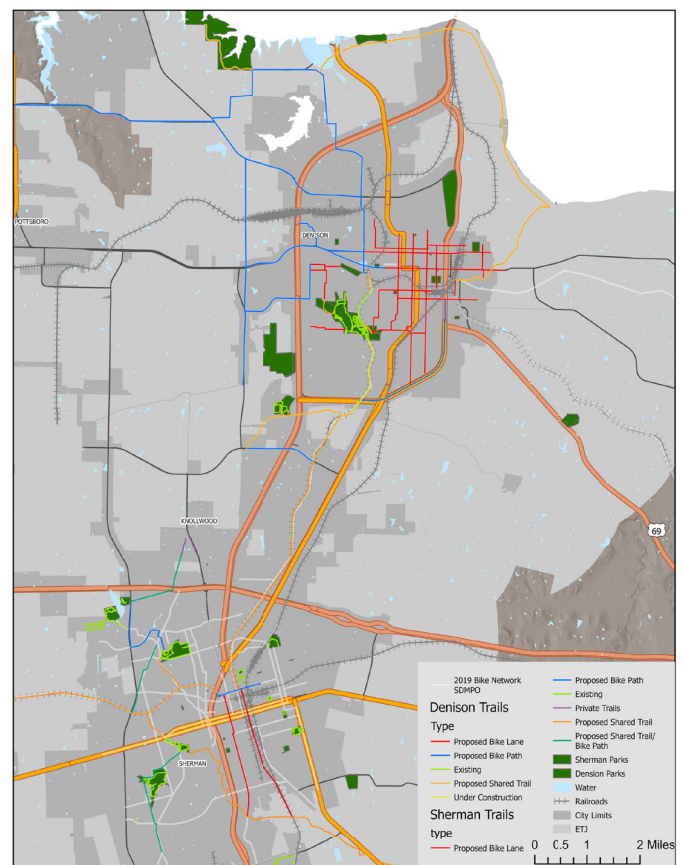 POTTSBORO
DENISON
KNOLLWOOD
69
SHERMAN
2019 Bike Network
SDMPO
Denison Trails
Type
Proposed Bike Lane
Proposed Bike Path
Existing
Proposed Shared Trail
Under Construction
Sherman Trails
type
Proposed Bike Lane
Proposed Bike Path
Existing
Private Trails
Proposed Shared Trail
Proposed Shared Trail/
Bike Path
Sherman Parks
Dension Parks
Water
Railroads
City Limits
ETJ
0 0.5 1 2 Miles